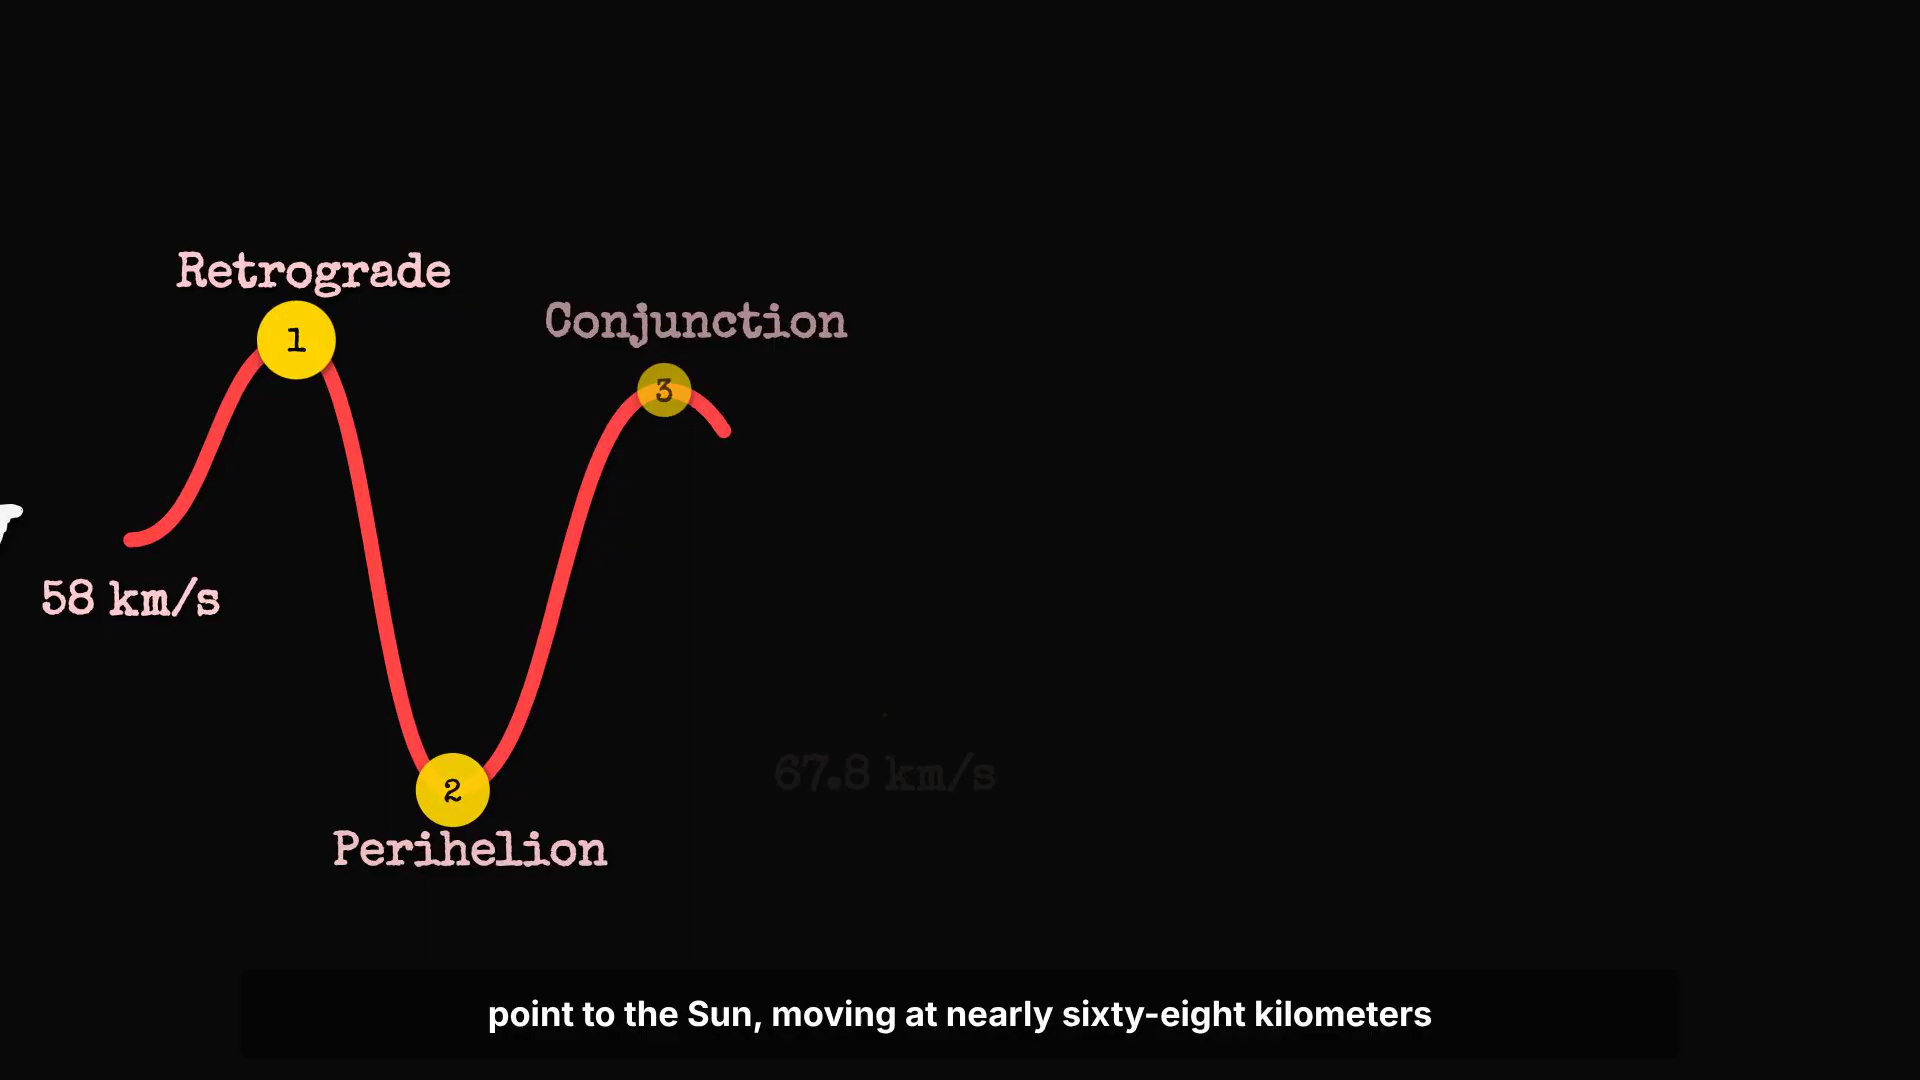 Retrograde
1
Conjunction
3
58 km/s
67.8 km/s
2
Perihelion
point to the Sun, moving at nearly sixty-eight kilometers